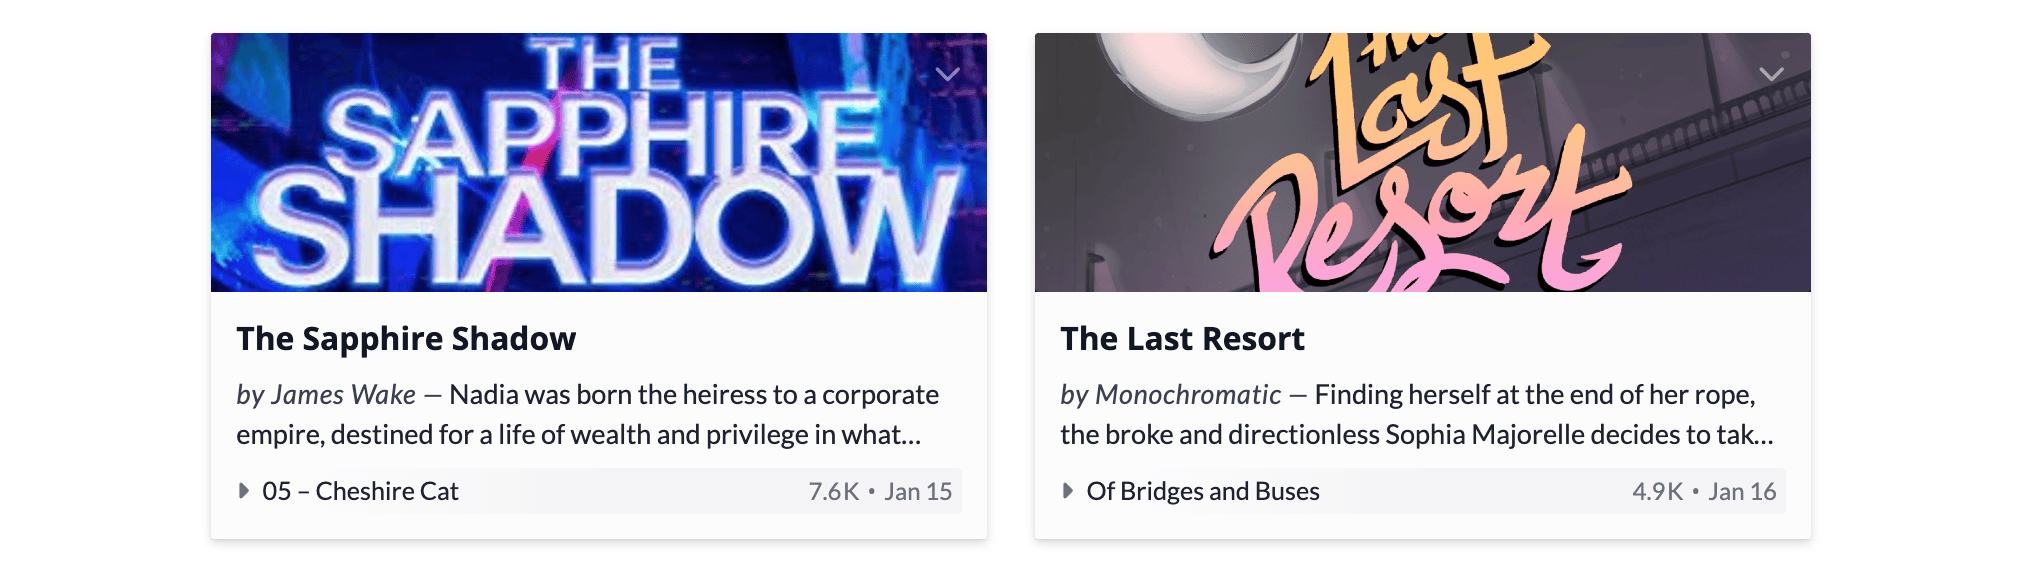 THE
SAPPHIRE
SHADOW
The Sapphire Shadow
by James Wake — Nadia was born the heiress to a corporate
empire, destined for a life of wealth and privilege in what…
05 – Cheshire Cat
7.6K • Jan 15
the
Last
Resort
The Last Resort
by Monochromatic — Finding herself at the end of her rope,
the broke and directionless Sophia Majorelle decides to tak…
Of Bridges and Buses
4.9K • Jan 16